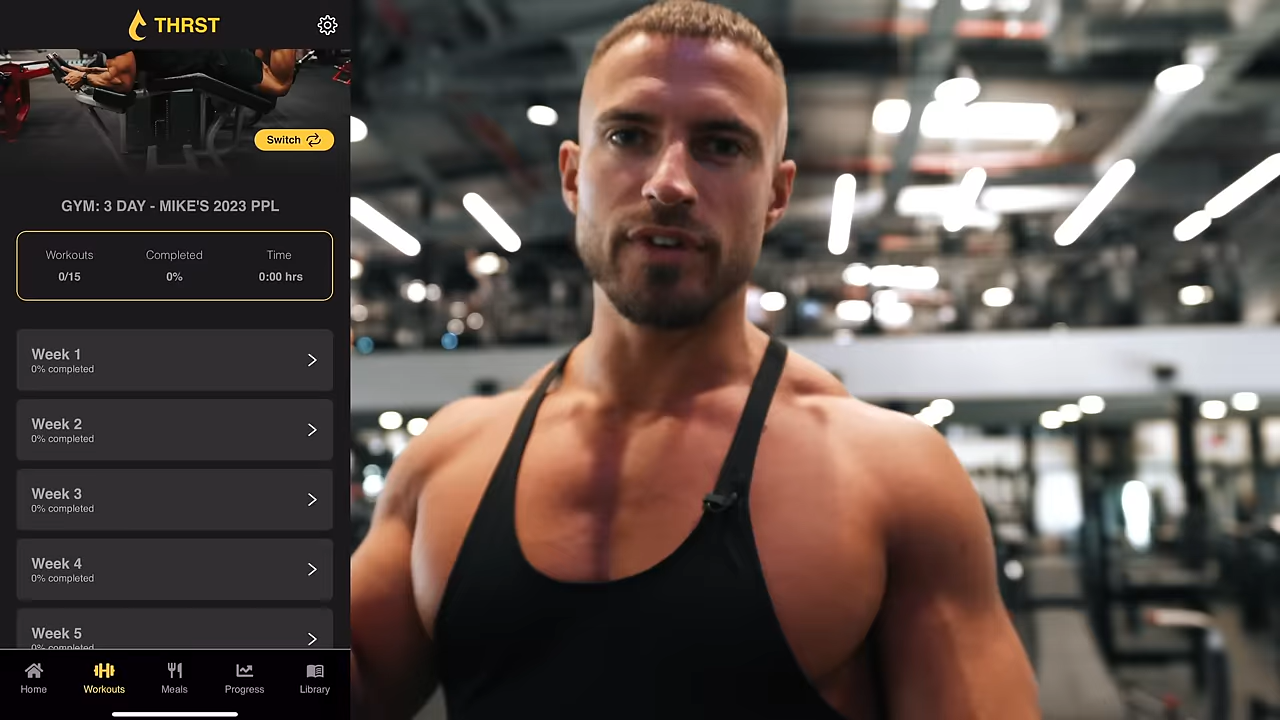 THRST
Switch
GYM: 3 DAY - MIKE'S 2023 PPL
Workouts Completed Time
0/15 0% 0:00 hrs
Week 1
0% completed
Week 2
0% completed
Week 3
0% completed
Week 4
0% completed
Week 5
0% completed
Home Workouts Meals Progress Library